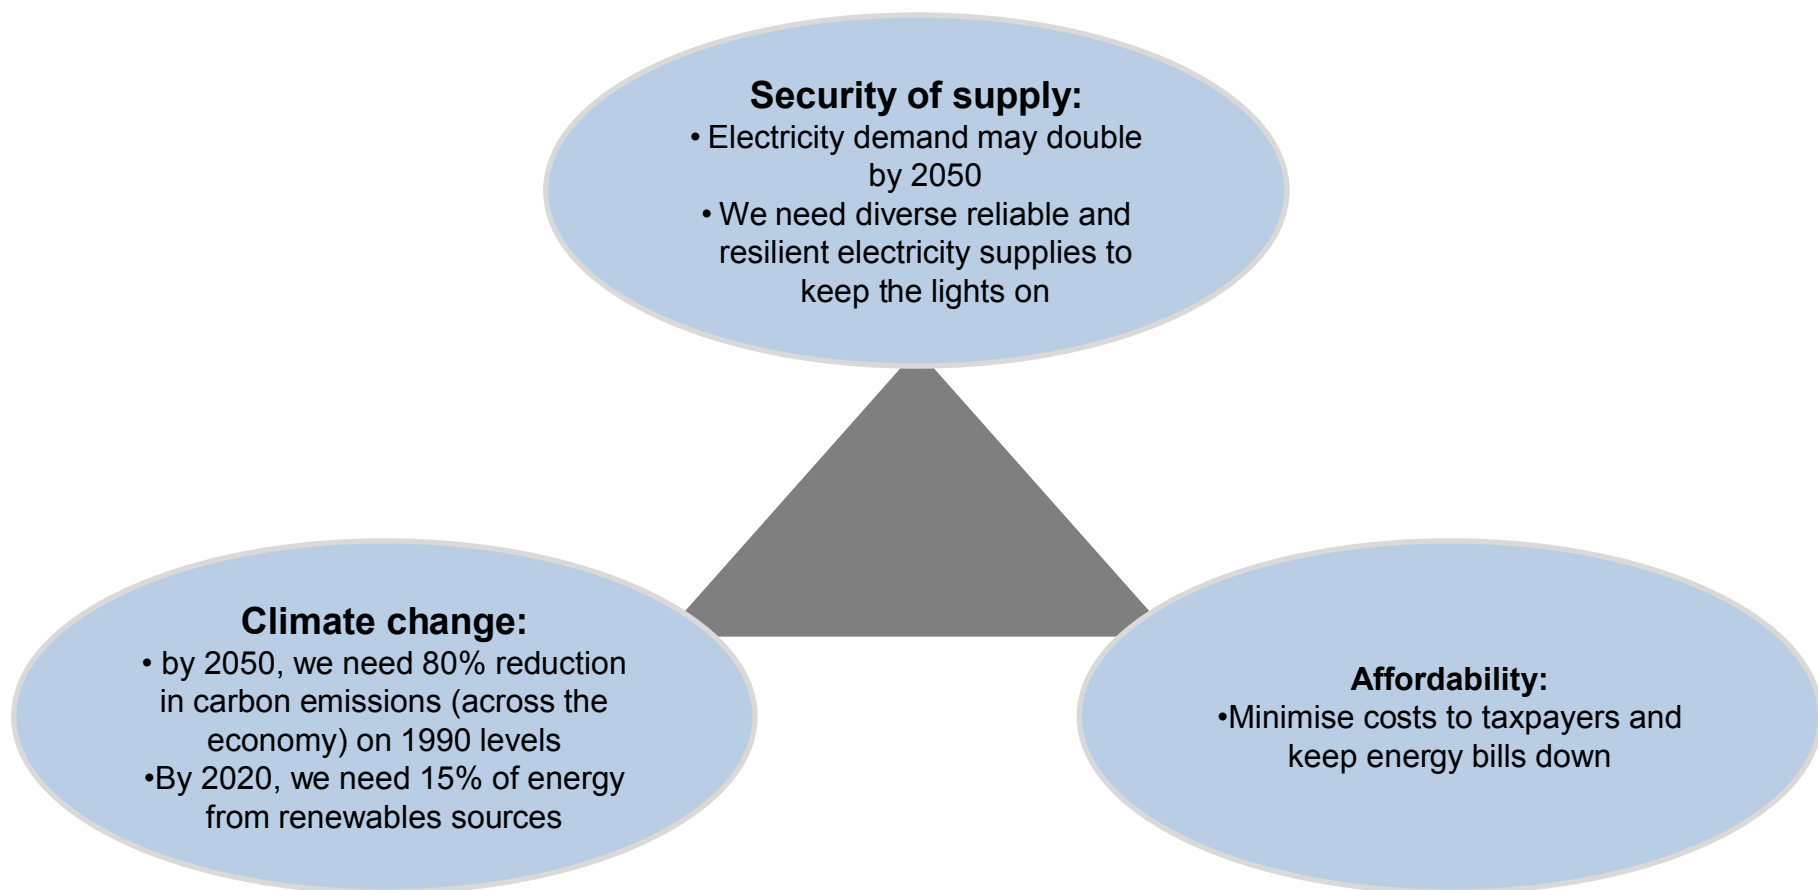 Security of supply:
• Electricity demand may double
by 2050
• We need diverse reliable and
resilient electricity supplies to
keep the lights on
Climate change:
• by 2050, we need 80% reduction
in carbon emissions (across the
economy) on 1990 levels
•By 2020, we need 15% of energy
from renewables sources
Affordability:
•Minimise costs to taxpayers and
keep energy bills down